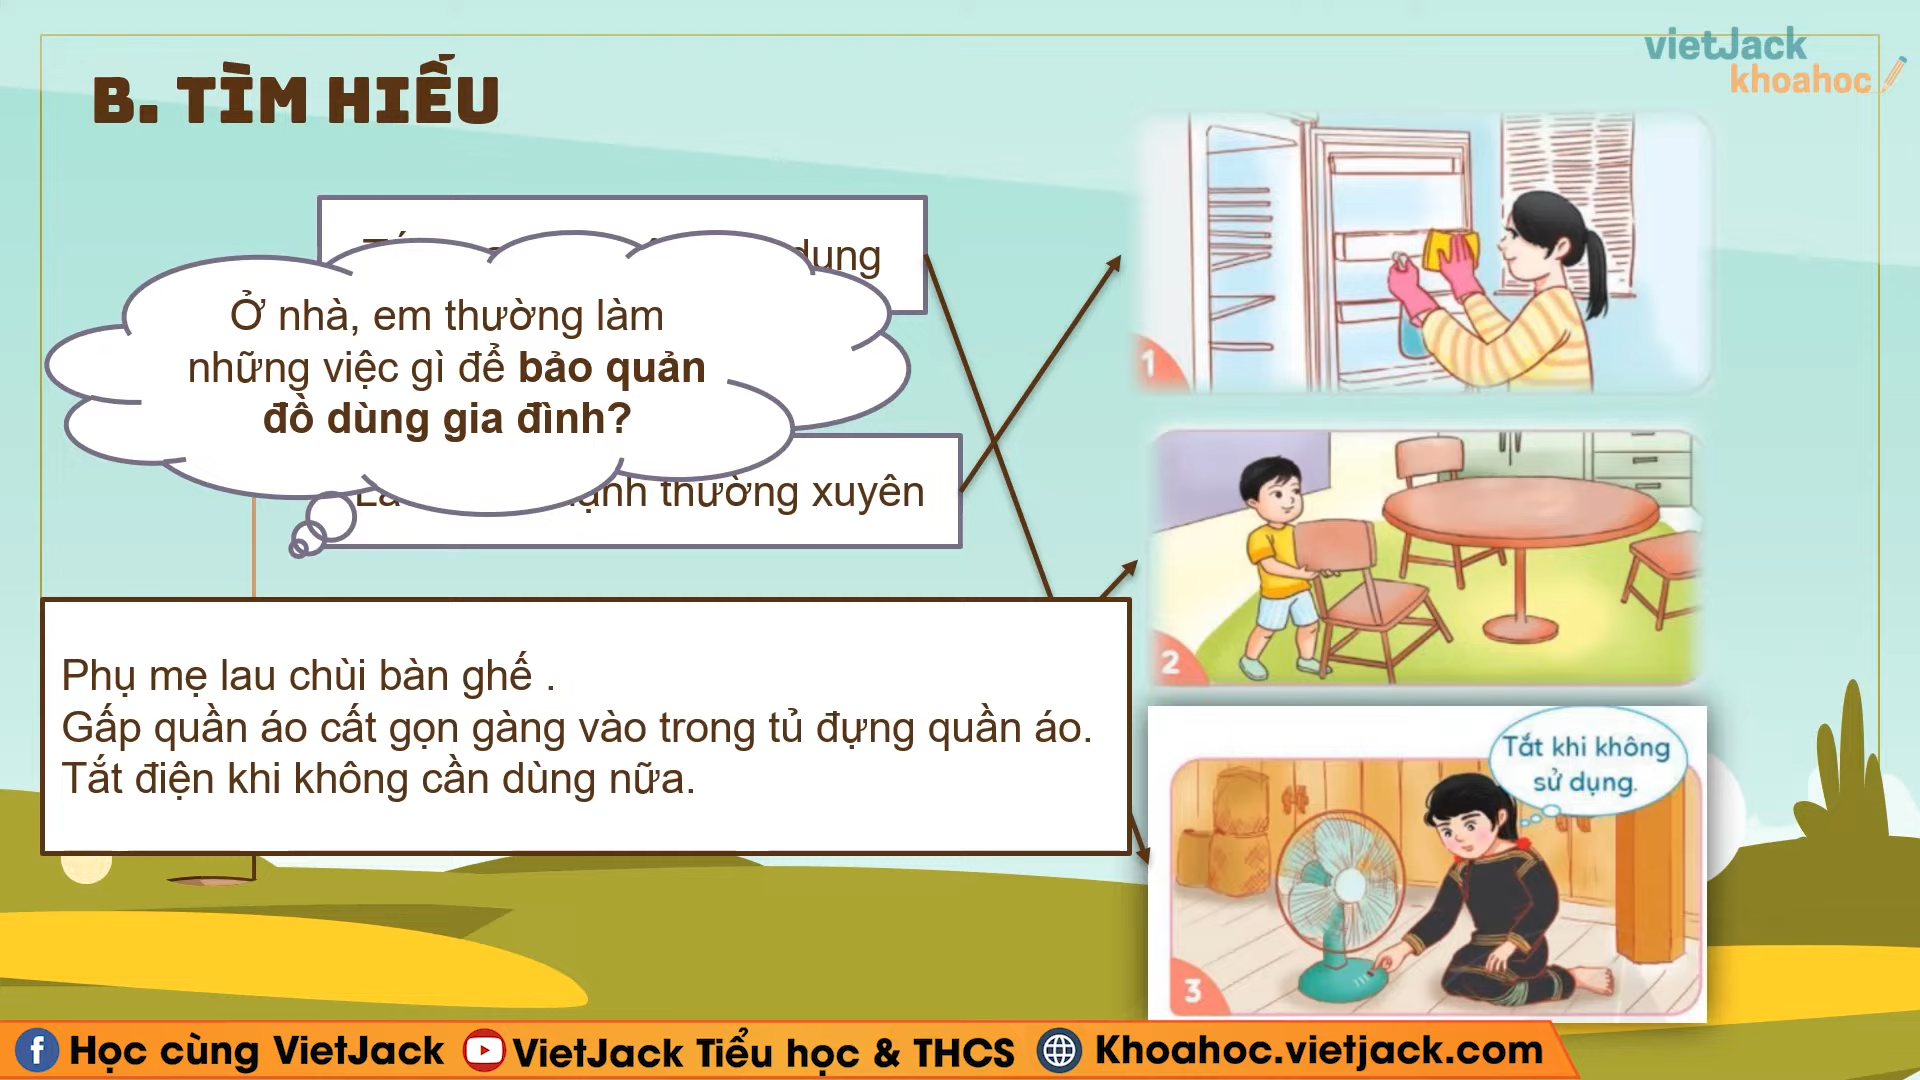 vietJack
khoahoc
B. TÌM HIỂU
dụng
Ở nhà, em thường làm
những việc gì để bảo quản
đồ dùng gia đình?
thường xuyên
1
2
Phụ mẹ lau chùi bàn ghế .
Gấp quần áo cất gọn gàng vào trong tủ đựng quần áo.
Tắt điện khi không cần dùng nữa.
Tắt khi không
sử dụng.
3
Học cùng VietJack
VietJack Tiểu học & THCS
Khoahoc.vietjack.com